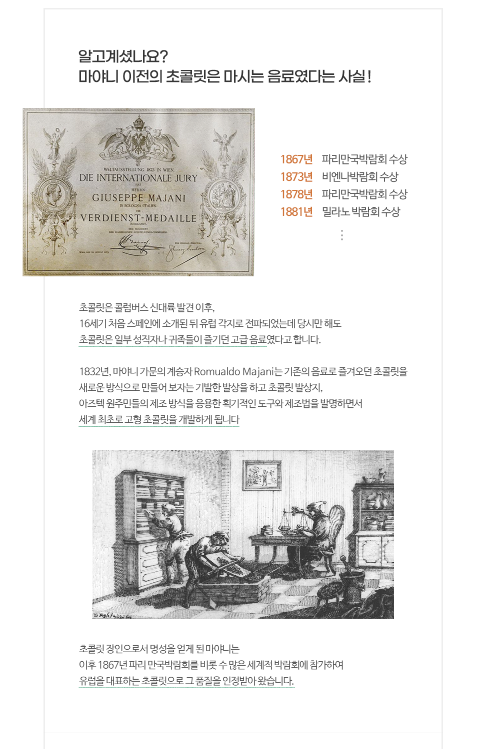 알고계셨나요?
마야니 이전의 초콜릿은 마시는 음료였다는 사실!
WELTAUSSTELLUNG 1873 IN WIEN
DIE INTERNATIONALE JURY
GIUSEPPE MAJANI
VERDIENST-MEDAILLE
1867년 파리만국박람회 수상
1873년 비엔나박람회 수상
1878년 파리만국박람회 수상
1881년 밀라노 박람회 수상
초콜릿은 콜럼버스 신대륙 발견 이후,
16세기 처음 스페인에 소개된 뒤 유럽 각지로 전파되었는데 당시만 해도
초콜릿은 일부 성직자나 귀족들이 즐기던 고급 음료였다고 합니다.
1832년, 마야니 가문의 계승자 Romualdo Majani는 기존의 음료로 즐겨오던 초콜릿을
새로운 방식으로 만들어 보자는 기발한 발상을 하고 초콜릿 발상지,
아즈텍 원주민들의 제조 방식을 응용한 획기적인 도구와 제조법을 발명하면서
세계 최초로 고형 초콜릿을 개발하게 됩니다
초콜릿 장인으로서 명성을 얻게 된 마야니는
이후 1867년 파리 만국박람회를 비롯 수 많은 세계적 박람회에 참가하여
유럽을 대표하는 초콜릿으로 그 품질을 인정받아 왔습니다.